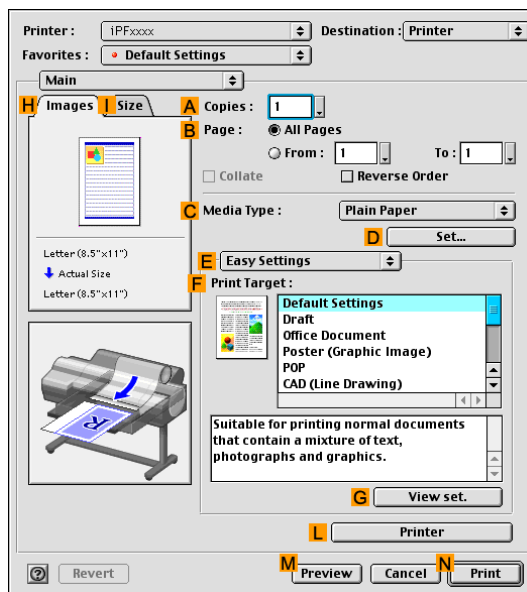 Printer : iPFxxxx Destination : Printer
Favorites : Default Settings
Main
H Images I Size
A Copies : 1
B Page : All Pages
From : 1 To : 1
Collate Reverse Order
C Media Type : Plain Paper
D Set...
Letter (8.5"x11")
Actual Size
Letter (8.5"x11")
E Easy Settings
F Print Target :
Default Settings
Draft
Office Document
Poster (Graphic Image)
POP
CAD (Line Drawing)
Suitable for printing normal documents
that contain a mixture of text,
photographs and graphics.
R
G View set.
L Printer
? Revert M Preview Cancel N Print